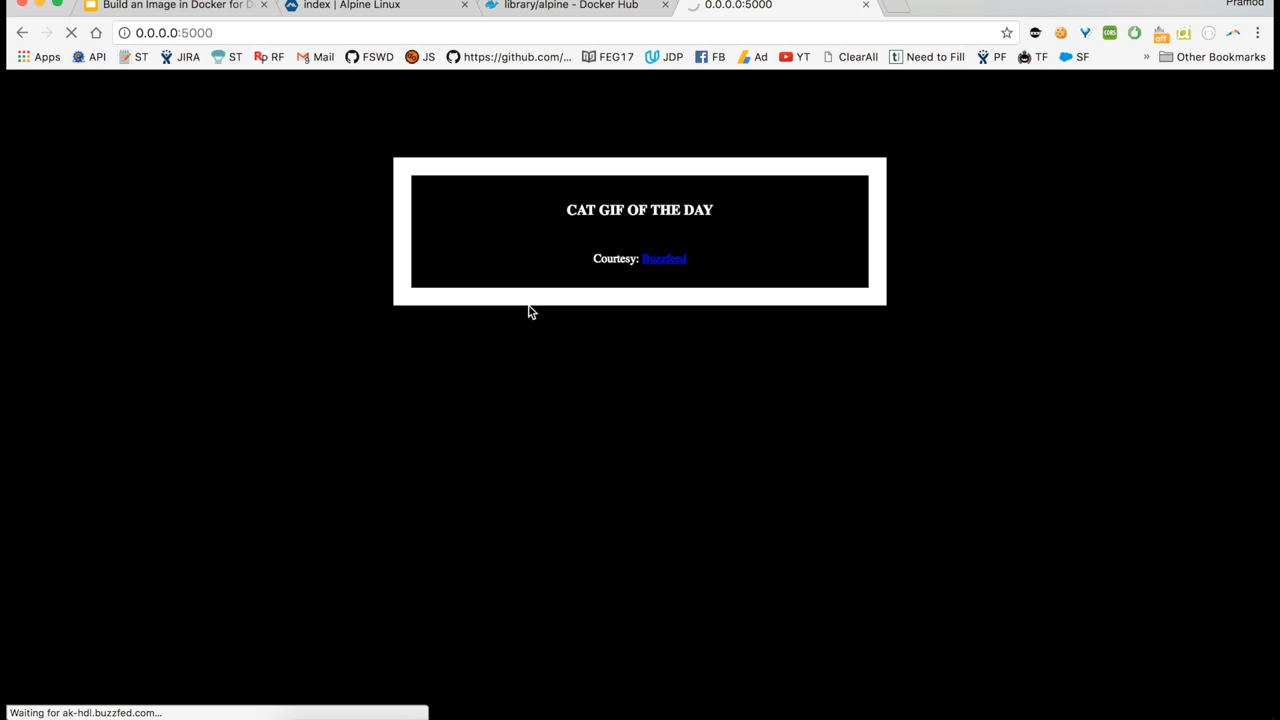 Build an Image in Docker for D
index | Alpine Linux
library/alpine - Docker Hub
0.0.0.0:5000
Pramod
0.0.0.0:5000
Apps
API
ST
JIRA
ST
Rp RF
Mail
FSWD
JS
https://github.com/...
FEG17
JDP
FB
Ad
YT
ClearAll
Need to Fill
PF
TF
SF
» Other Bookmarks
CORS
off
CAT GIF OF THE DAY
Courtesy: Buzzfeed
Waiting for ak-hdl.buzzfed.com...